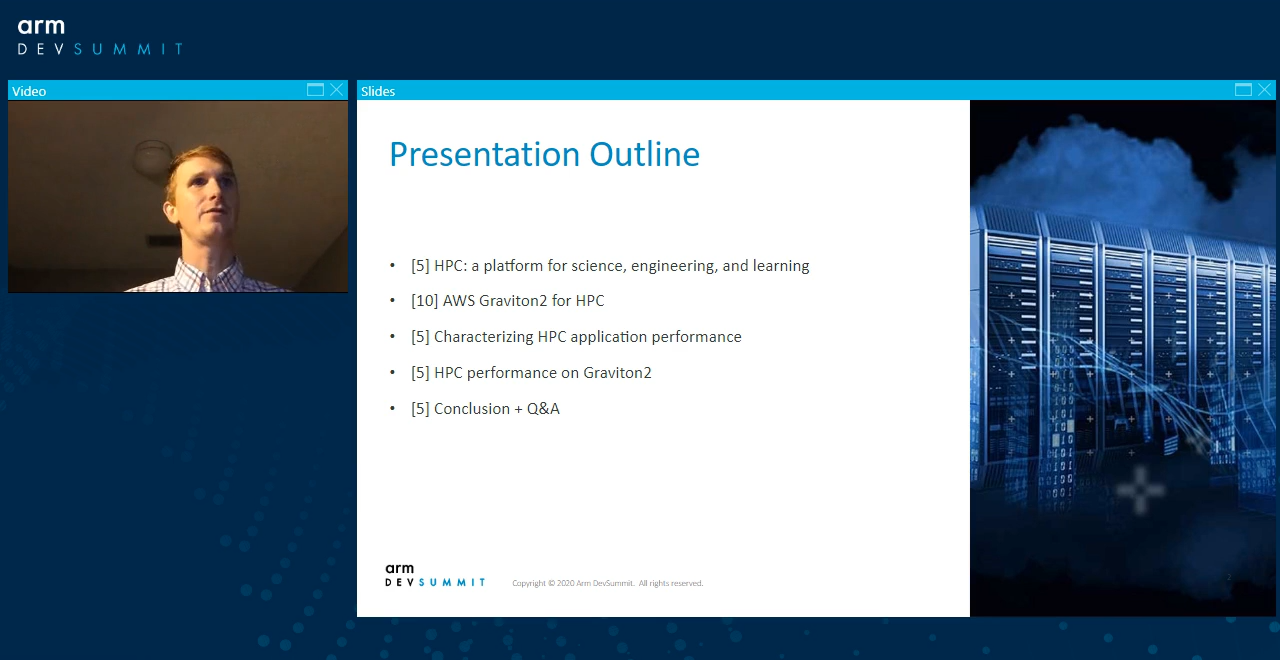 arm
DEVSUMMIT
Video
Slides
Presentation Outline
• [5] HPC: a platform for science, engineering, and learning
• [10] AWS Graviton2 for HPC
• [5] Characterizing HPC application performance
• [5] HPC performance on Graviton2
• [5] Conclusion + Q&A
arm
DEVSUMMIT
Copyright © 2020 Arm DevSummit. All rights reserved.
2